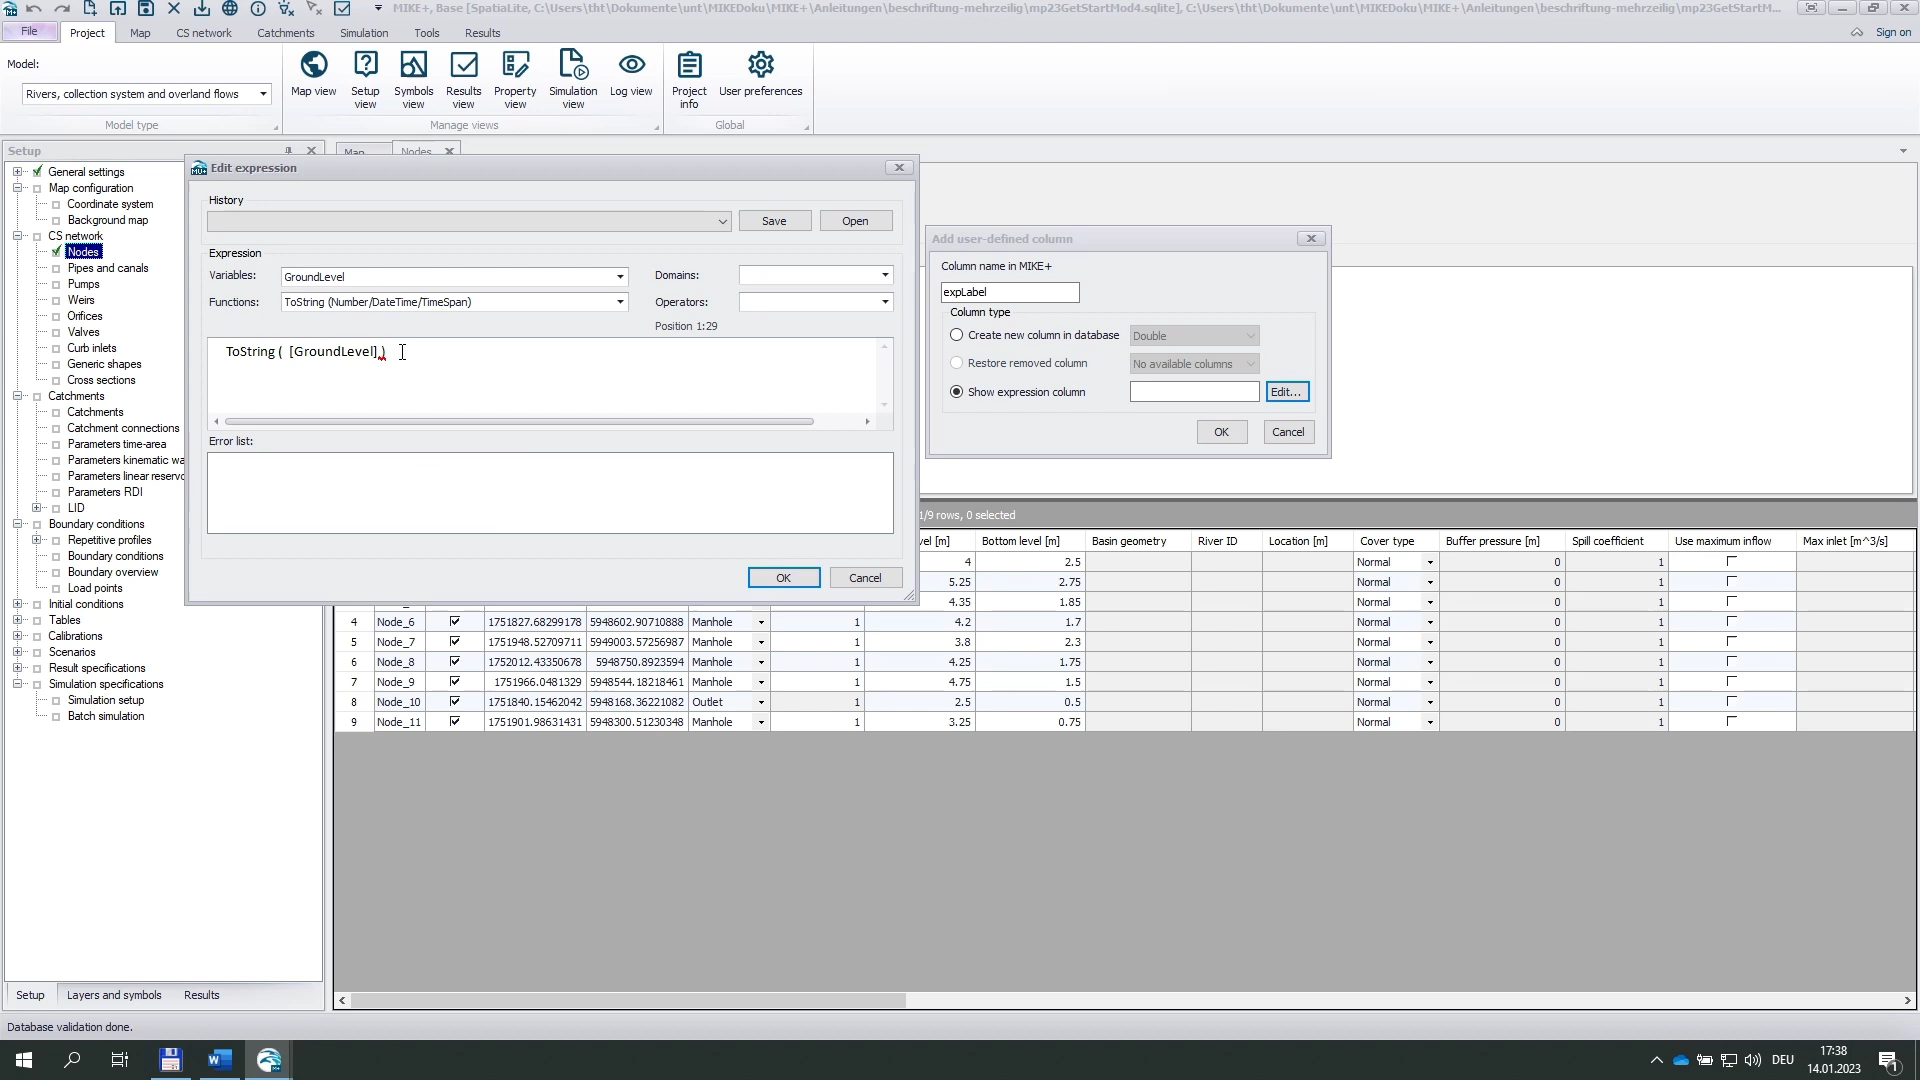 MIKE+, Base [SpatiaLite, C:\Users\tht\Dokumente\unt\MIKEDoku\MIKE+\Anleitungen\beschriftung-mehrzeilig\mp23GetStartMod4.sqlite], C:\Users\tht\Dokumente\unt\MIKEDoku\MIKE+\Anleitungen\beschriftung-mehrzeilig\mp23GetStartM...
File Project Map CS network Catchments Simulation Tools Results Sign on
Model:
Rivers, collection system and overland flows
Model type
Map view
Setup view
Symbols view
Results view
Property view
Simulation view
Log view
Manage views
Project info
User preferences
Global
Setup
Map Nodes
General settings
Map configuration
Coordinate system
Background map
CS network
Nodes
Pipes and canals
Pumps
Weirs
Orifices
Valves
Curb inlets
Generic shapes
Cross sections
Catchments
Catchments
Catchment connections
Parameters time-area
Parameters kinematic wa
Parameters linear reservo
Parameters RDI
LID
Boundary conditions
Repetitive profiles
Boundary conditions
Boundary overview
Load points
Initial conditions
Tables
Calibrations
Scenarios
Result specifications
Simulation specifications
Simulation setup
Batch simulation
Setup Layers and symbols Results
Database validation done.
Edit expression
History
Save Open
Expression
Variables: GroundLevel Domains:
Functions: ToString (Number/DateTime/TimeSpan) Operators:
Position 1:29
ToString ( [GroundLevel] )
Error list:
OK Cancel
Add user-defined column
Column name in MIKE+
expLabel
Column type
Create new column in database Double
Restore removed column No available columns
Show expression column Edit...
OK Cancel
1/9 rows, 0 selected
vel [m] Bottom level [m] Basin geometry River ID Location [m] Cover type Buffer pressure [m] Spill coefficient Use maximum inflow Max inlet [m^3/s]
4 2.5 Normal 0 1
5.25 2.75 Normal 0 1
4.35 1.85 Normal 0 1
4 Node_6 1751827.68299178 5948602.90710888 Manhole 1 4.2 1.7 Normal 0 1
5 Node_7 1751948.52709711 5949003.57256987 Manhole 1 3.8 2.3 Normal 0 1
6 Node_8 1752012.43350678 5948750.8923594 Manhole 1 4.25 1.75 Normal 0 1
7 Node_9 1751966.0481329 5948544.18218461 Manhole 1 4.75 1.5 Normal 0 1
8 Node_10 1751840.15462042 5948168.36221082 Outlet 1 2.5 0.5 Normal 0 1
9 Node_11 1751901.98631431 5948300.51230348 Manhole 1 3.25 0.75 Normal 0 1
DEU
17:38
14.01.2023
1